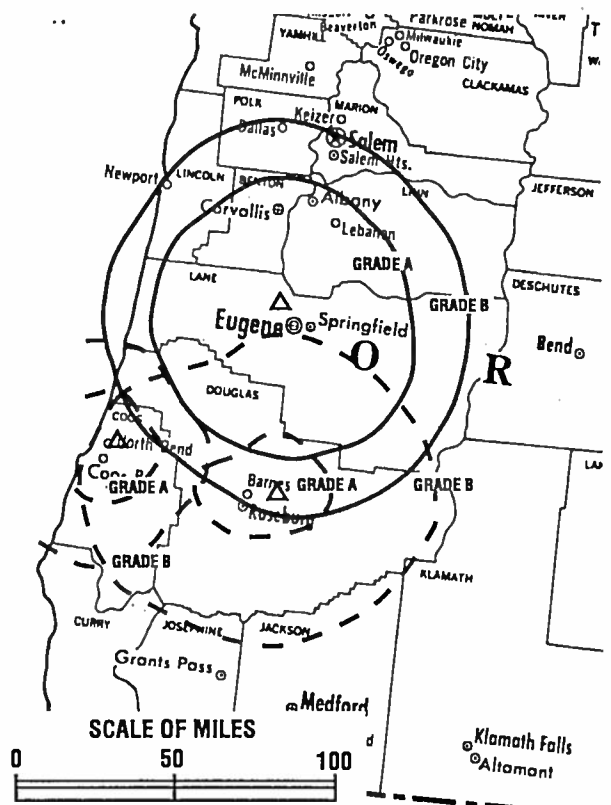 Parkrose
NOMAH
Beaverton
YAMHILL
Milwaukie
Oswego
Oregon City
McMinnville
CLACKAMAS
POLK
MARION
Keizer
Dallas
Salem
Salem Hts.
Newport
LINCOLN
BENTON
LINN
JEFFERSON
Albany
Corvallis
Lebanon
GRADE A
LANE
DESCHUTES
GRADE B
Eugene
Springfield
O
R
Bend
DOUGLAS
COOS
North Bend
GRADE A
Barnes
GRADE A
GRADE B
Roseburg
GRADE B
KLAMATH
CURRY
JOSEPHINE
JACKSON
Grants Pass
Medford
SCALE OF MILES
0 50 100
Klamath Falls
Altamont